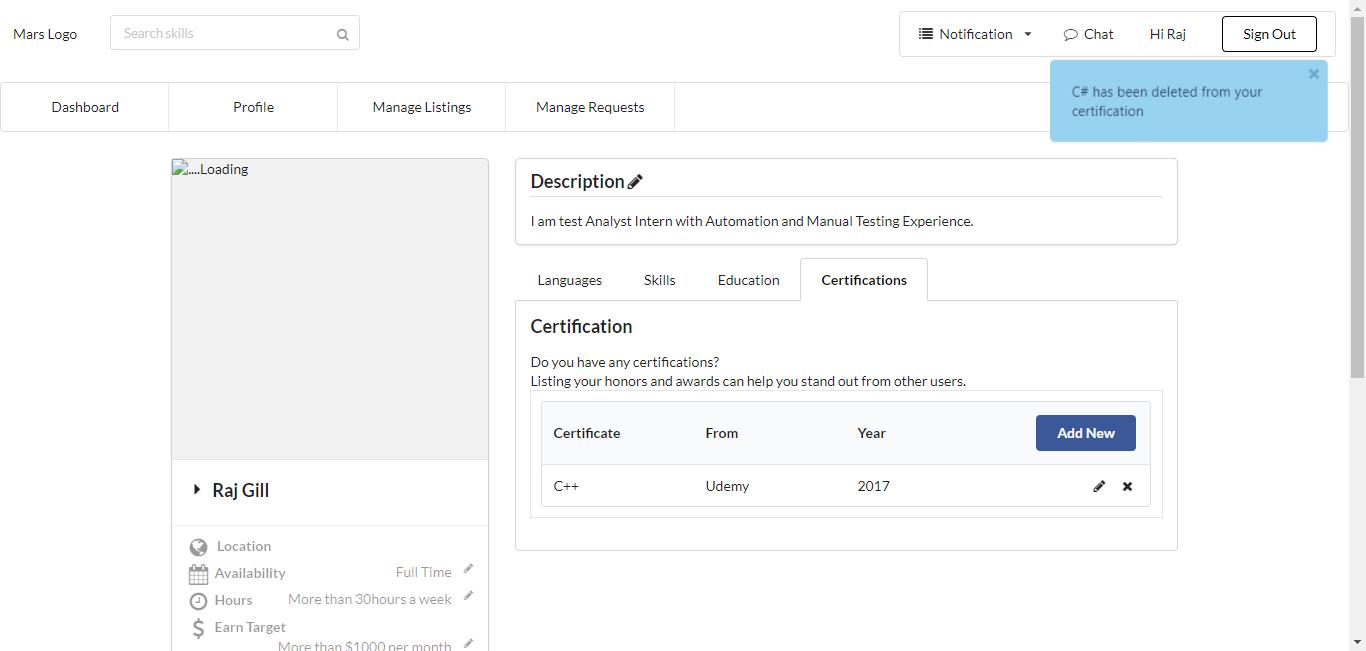 Mars Logo
Search skills
Notification
Chat
Hi Raj
Sign Out
C# has been deleted from your
certification
Dashboard
Profile
Manage Listings
Manage Requests
....Loading
Raj Gill
Location
Availability
Full Time
Hours
More than 30hours a week
Earn Target
More than $1000 per month
Description
I am test Analyst Intern with Automation and Manual Testing Experience.
Languages
Skills
Education
Certifications
Certification
Do you have any certifications?
Listing your honors and awards can help you stand out from other users.
Certificate
From
Year
Add New
C++
Udemy
2017